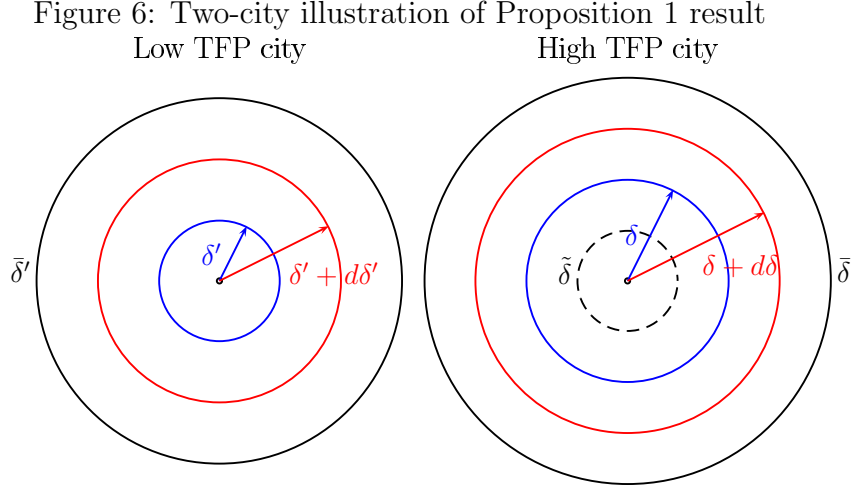 Figure 6: Two-city illustration of Proposition 1 result
Low TFP city
High TFP city
δ̄′
δ′
δ′ + dδ′
δ̃
δ
δ + dδ
δ̄